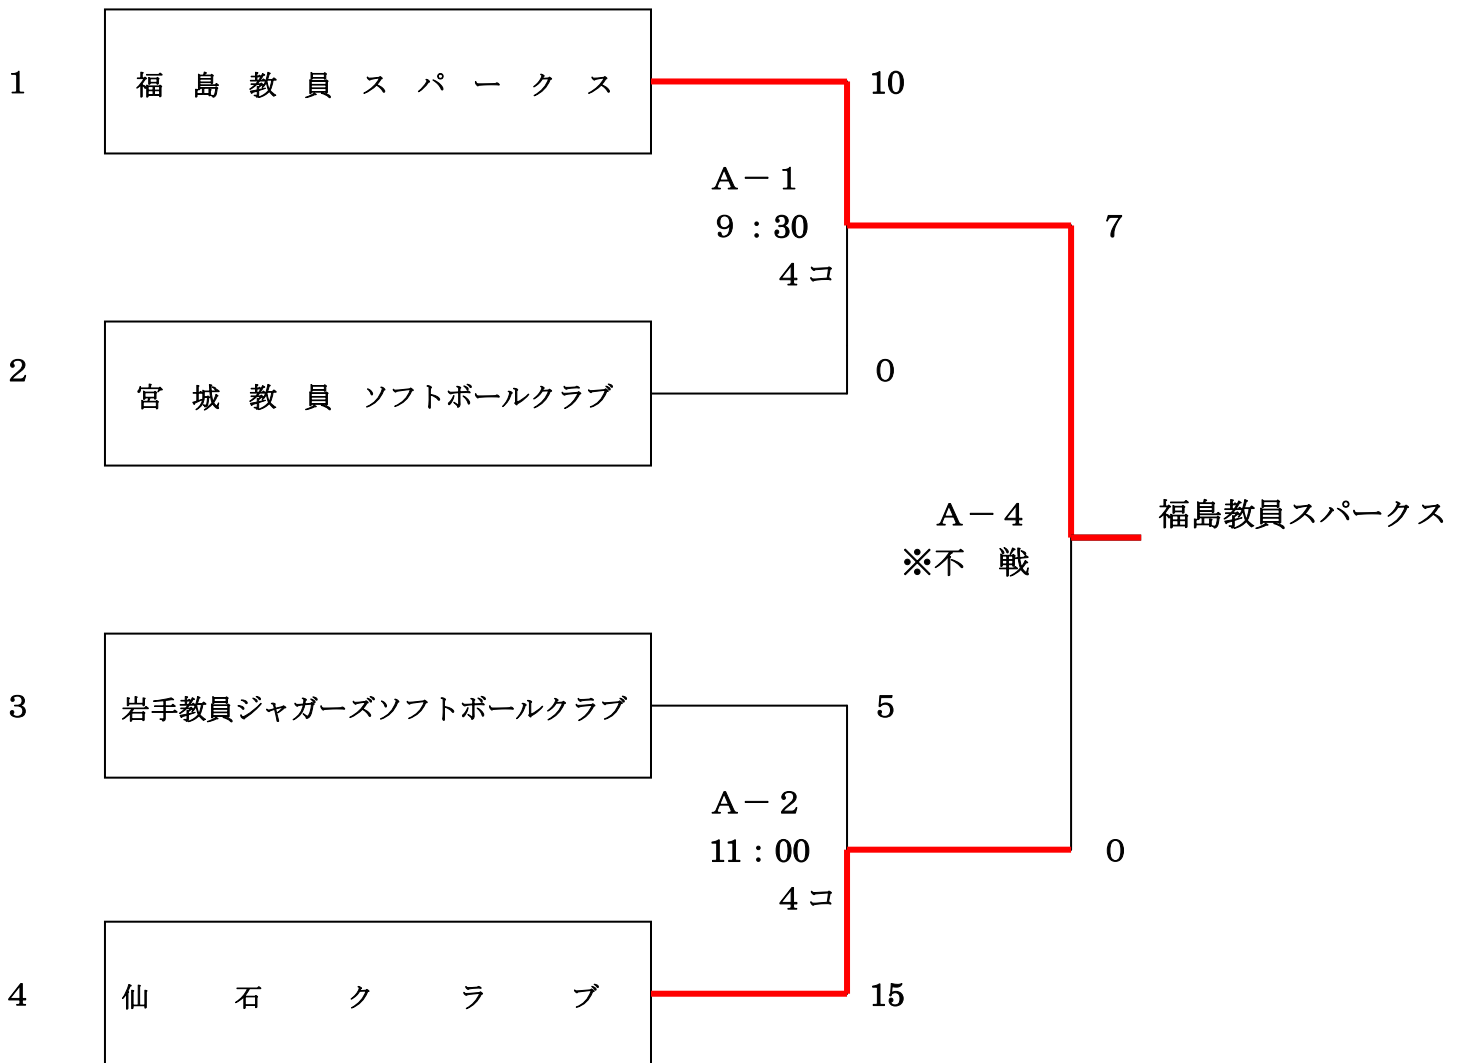 1
福　島　教　員　ス　パ　ー　ク　ス
10
A－1
9：30
4コ
7
2
宮　城　教　員　ソフトボールクラブ
0
A－4
※不　戦
福島教員スパークス
3
岩手教員ジャガーズソフトボールクラブ
5
A－2
11：00
4コ
0
4
仙　石　ク　ラ　ブ
15